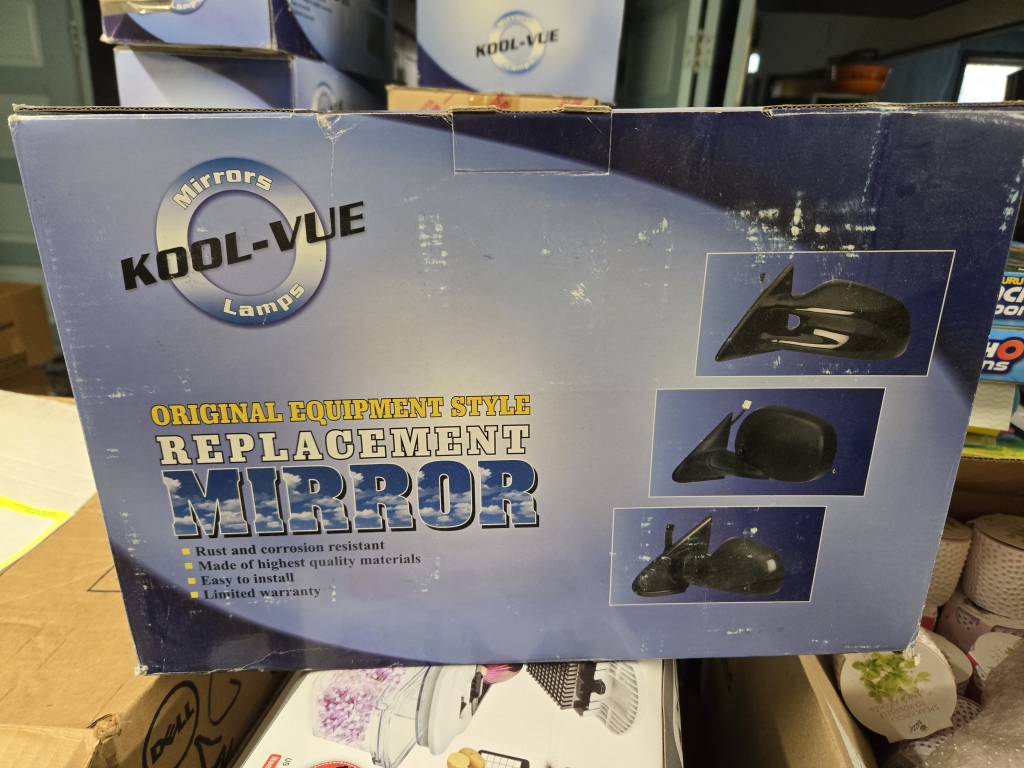 KOOL-VUE
Mirrors
KOOL-VUE
Lamps
ORIGINAL EQUIPMENT STYLE
REPLACEMENT
MIRROR
Rust and corrosion resistant
Made of highest quality materials
Easy to install
Limited warranty
DELL